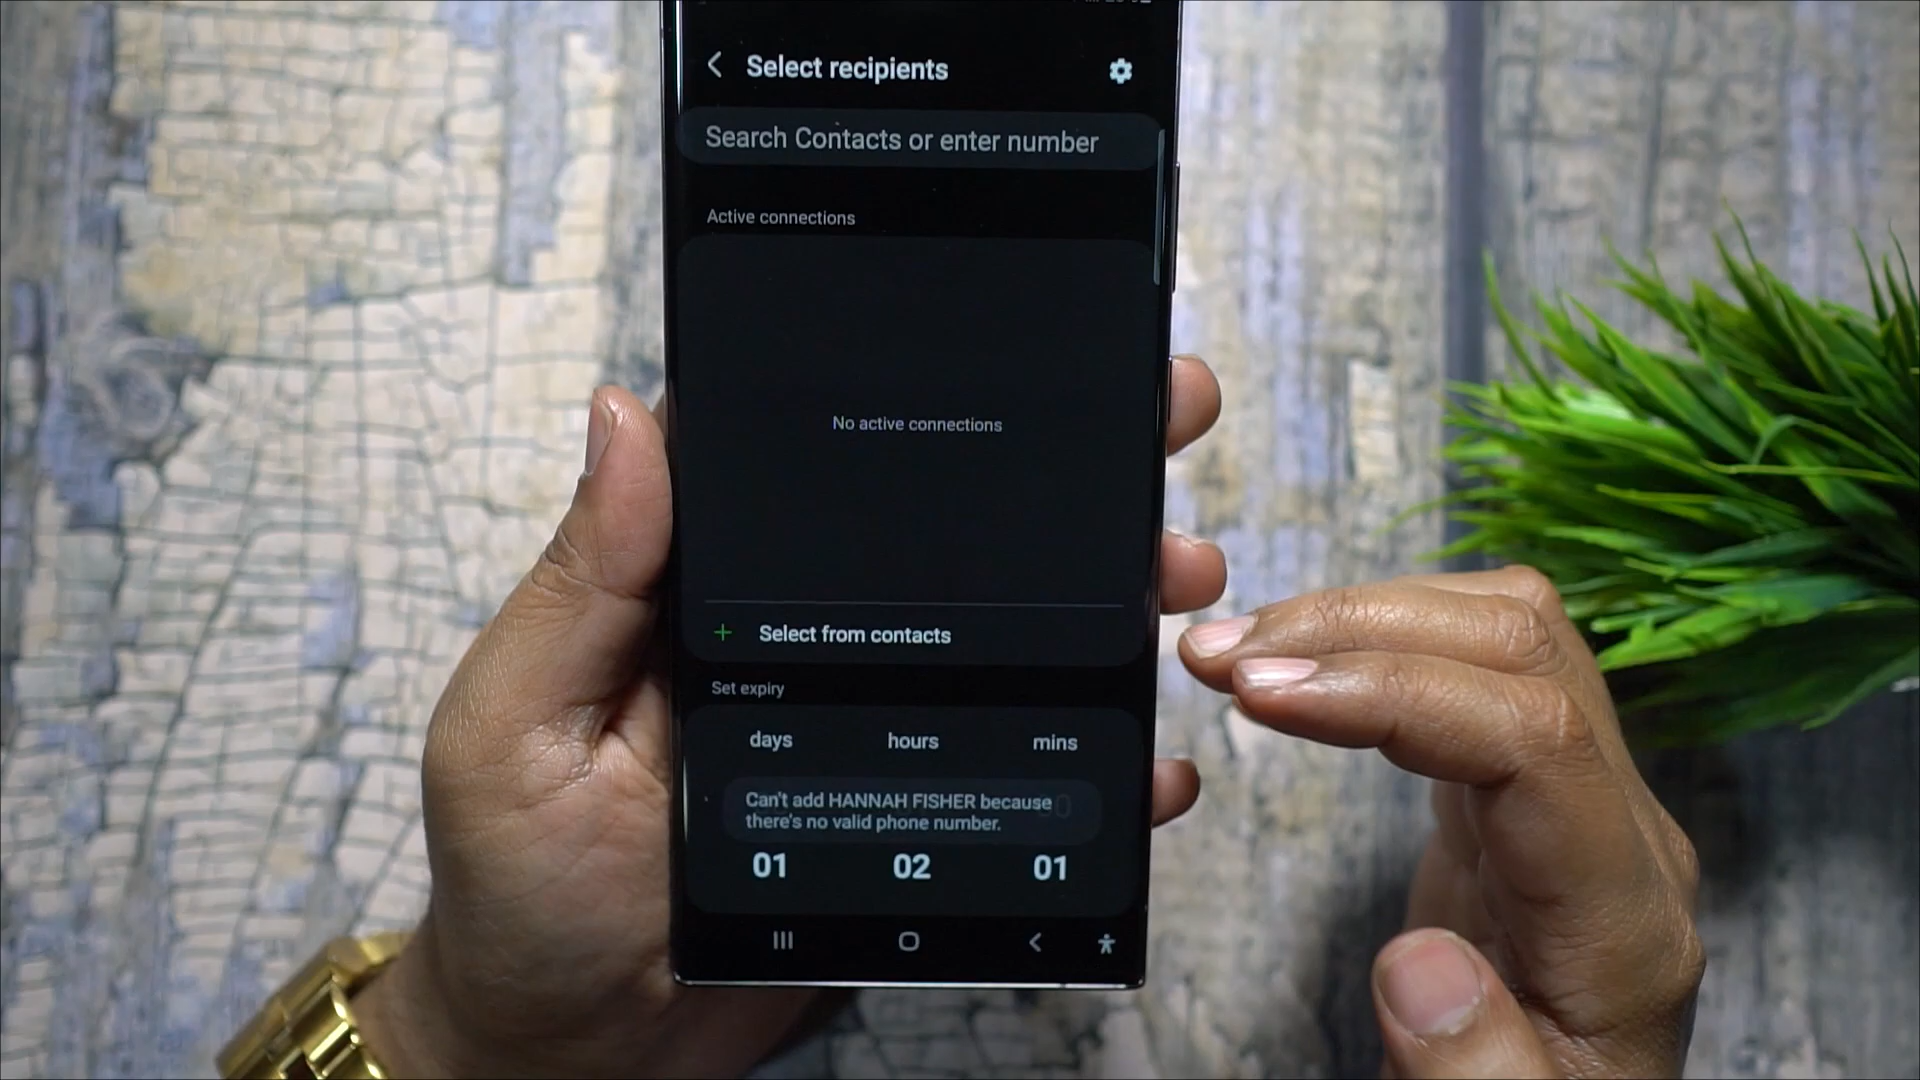 Select recipients
Search Contacts or enter number
Active connections
No active connections
Select from contacts
Set expiry
days hours mins
Can't add HANNAH FISHER because
there's no valid phone number.
01 02 01